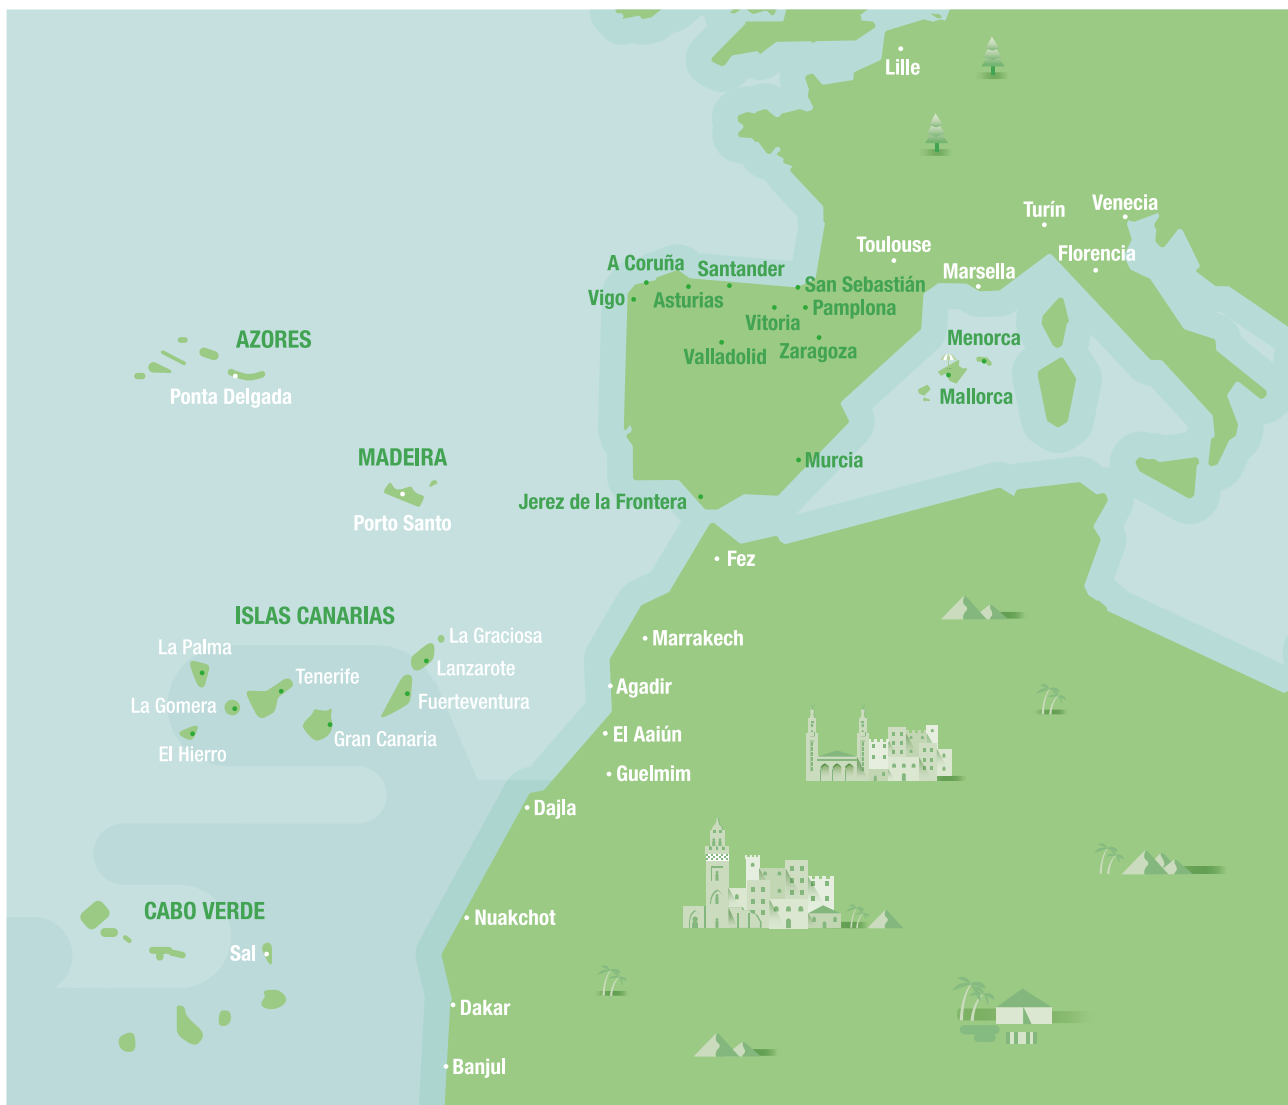 Lille
Venecia
Turín
Toulouse
Florencia
A Coruña
Santander
Marsella
San Sebastián
Vigo
Asturias
Pamplona
Vitoria
AZORES
Menorca
Valladolid
Zaragoza
Ponta Delgada
Mallorca
MADEIRA
Murcia
Jerez de la Frontera
Porto Santo
Fez
ISLAS CANARIAS
La Graciosa
Marrakech
La Palma
Lanzarote
Tenerife
Agadir
Fuerteventura
La Gomera
El Aaiún
Gran Canaria
El Hierro
Guelmim
Dajla
CABO VERDE
Nuakchot
Sal
Dakar
Banjul